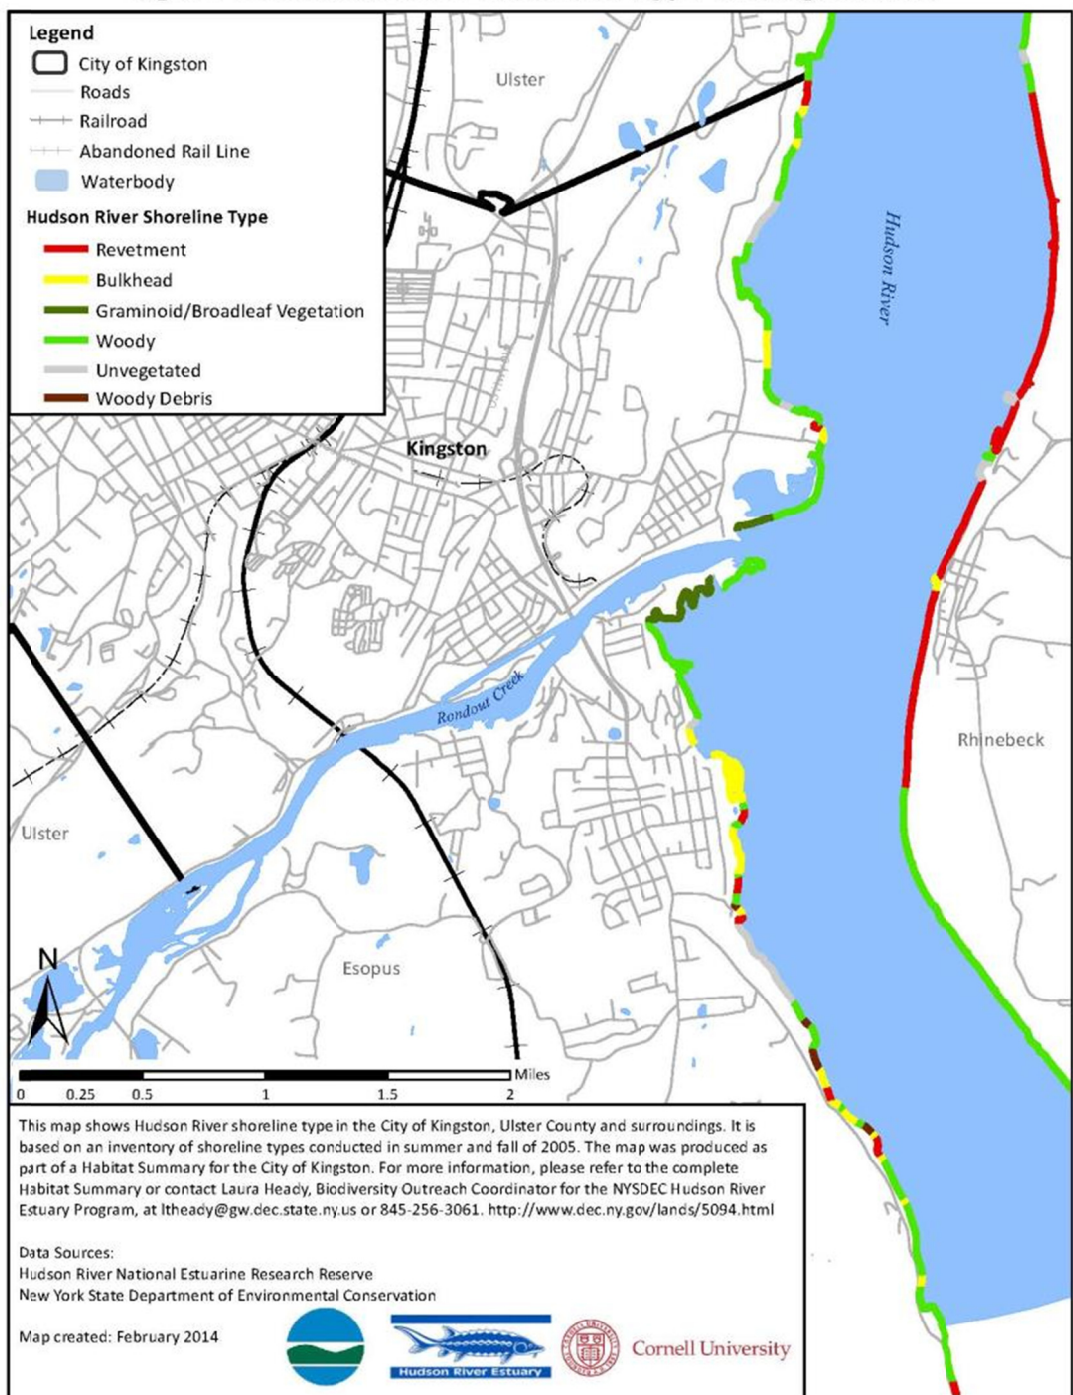 Legend
City of Kingston
Roads
Railroad
Abandoned Rail Line
Waterbody
Hudson River Shoreline Type
Revetment
Bulkhead
Graminoid/Broadleaf Vegetation
Woody
Unvegetated
Woody Debris
Ulster
Hudson River
Kingston
Rondout Creek
Rhinebeck
Ulster
Esopus
N
Miles
0 0.25 0.5 1 1.5 2
This map shows Hudson River shoreline type in the City of Kingston, Ulster County and surroundings. It is
based on an inventory of shoreline types conducted in summer and fall of 2005. The map was produced as
part of a Habitat Summary for the City of Kingston. For more information, please refer to the complete
Habitat Summary or contact Laura Heady, Biodiversity Outreach Coordinator for the NYSDEC Hudson River
Estuary Program, at ltheady@gw.dec.state.ny.us or 845-256-3061. http://www.dec.ny.gov/lands/5094.html
Data Sources:
Hudson River National Estuarine Research Reserve
New York State Department of Environmental Conservation
Map created: February 2014
Hudson River Estuary
Cornell University